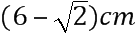 (6 − √2)cm